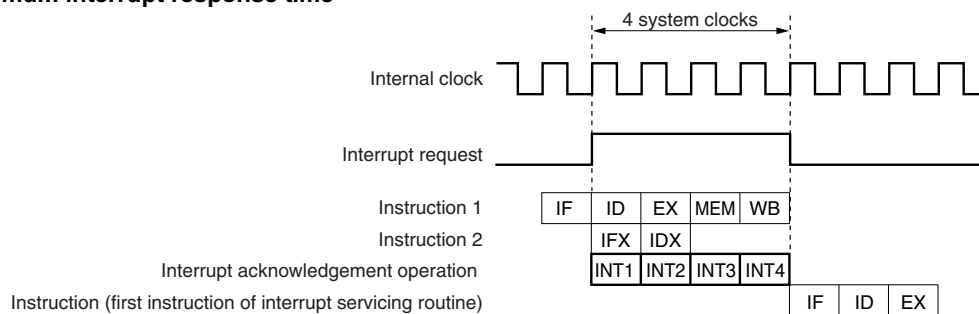 interrupt response time
4 system clocks
Internal clock
Interrupt request
Instruction 1 IF ID EX MEM WB
Instruction 2 IFX IDX
Interrupt acknowledgement operation INT1 INT2 INT3 INT4
Instruction (first instruction of interrupt servicing routine) IF ID EX